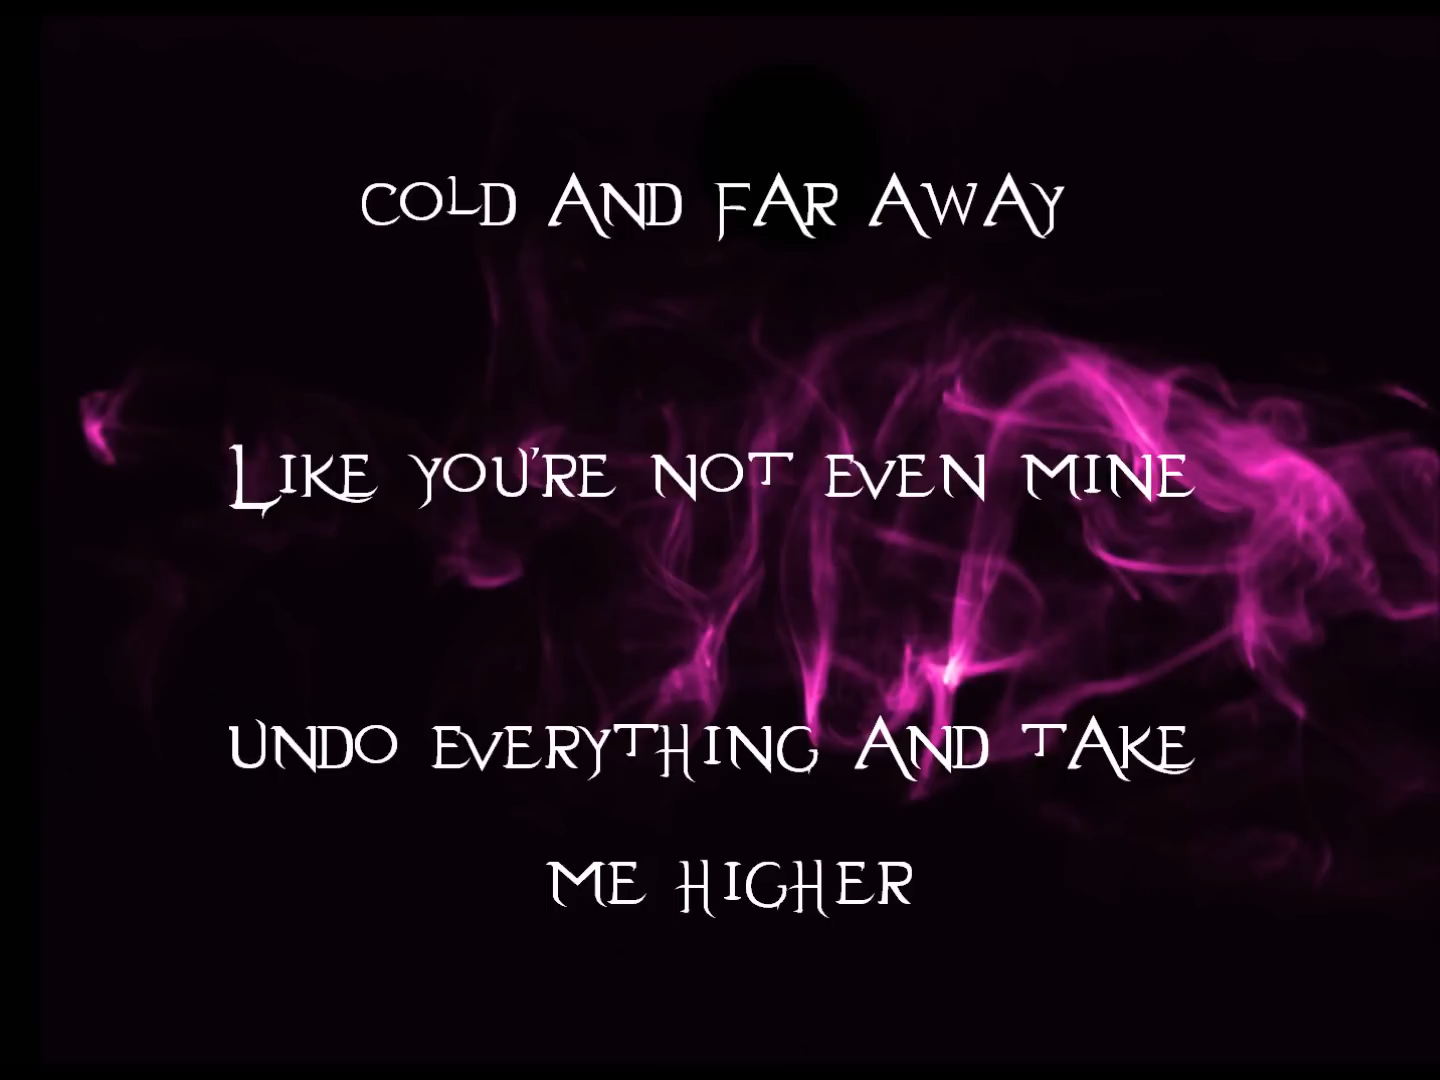 COLD AND FAR AWAY
LIKE YOU'RE NOT EVEN MINE
UNDO EVERYTHING AND TAKE
ME HIGHER